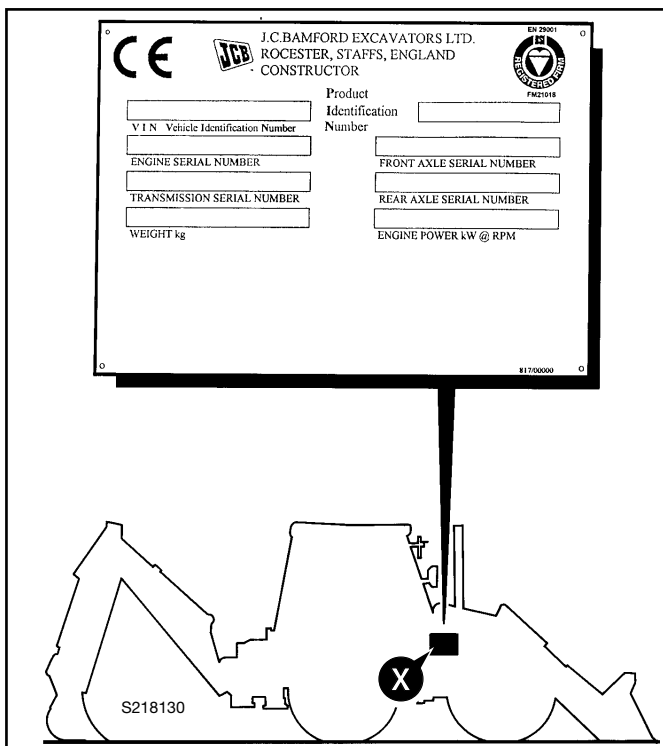 CE
JCB
J.C.BAMFORD EXCAVATORS LTD.
ROCESTER, STAFFS, ENGLAND
CONSTRUCTOR
EN 29001
REGISTERED FIRM
FM21018
Product
Identification
Number
V I N Vehicle Identification Number
ENGINE SERIAL NUMBER
FRONT AXLE SERIAL NUMBER
TRANSMISSION SERIAL NUMBER
REAR AXLE SERIAL NUMBER
WEIGHT kg
ENGINE POWER kW @ RPM
817/00000
X
S218130